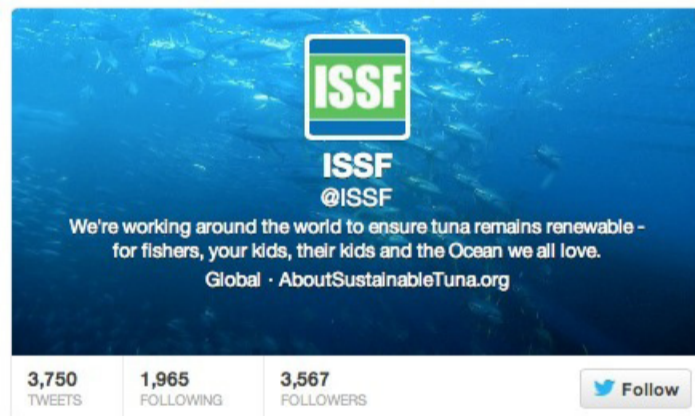 ISSF
ISSF
@ISSF
We're working around the world to ensure tuna remains renewable -
for fishers, your kids, their kids and the Ocean we all love.
Global · AboutSustainableTuna.org
3,750
TWEETS
1,965
FOLLOWING
3,567
FOLLOWERS
Follow